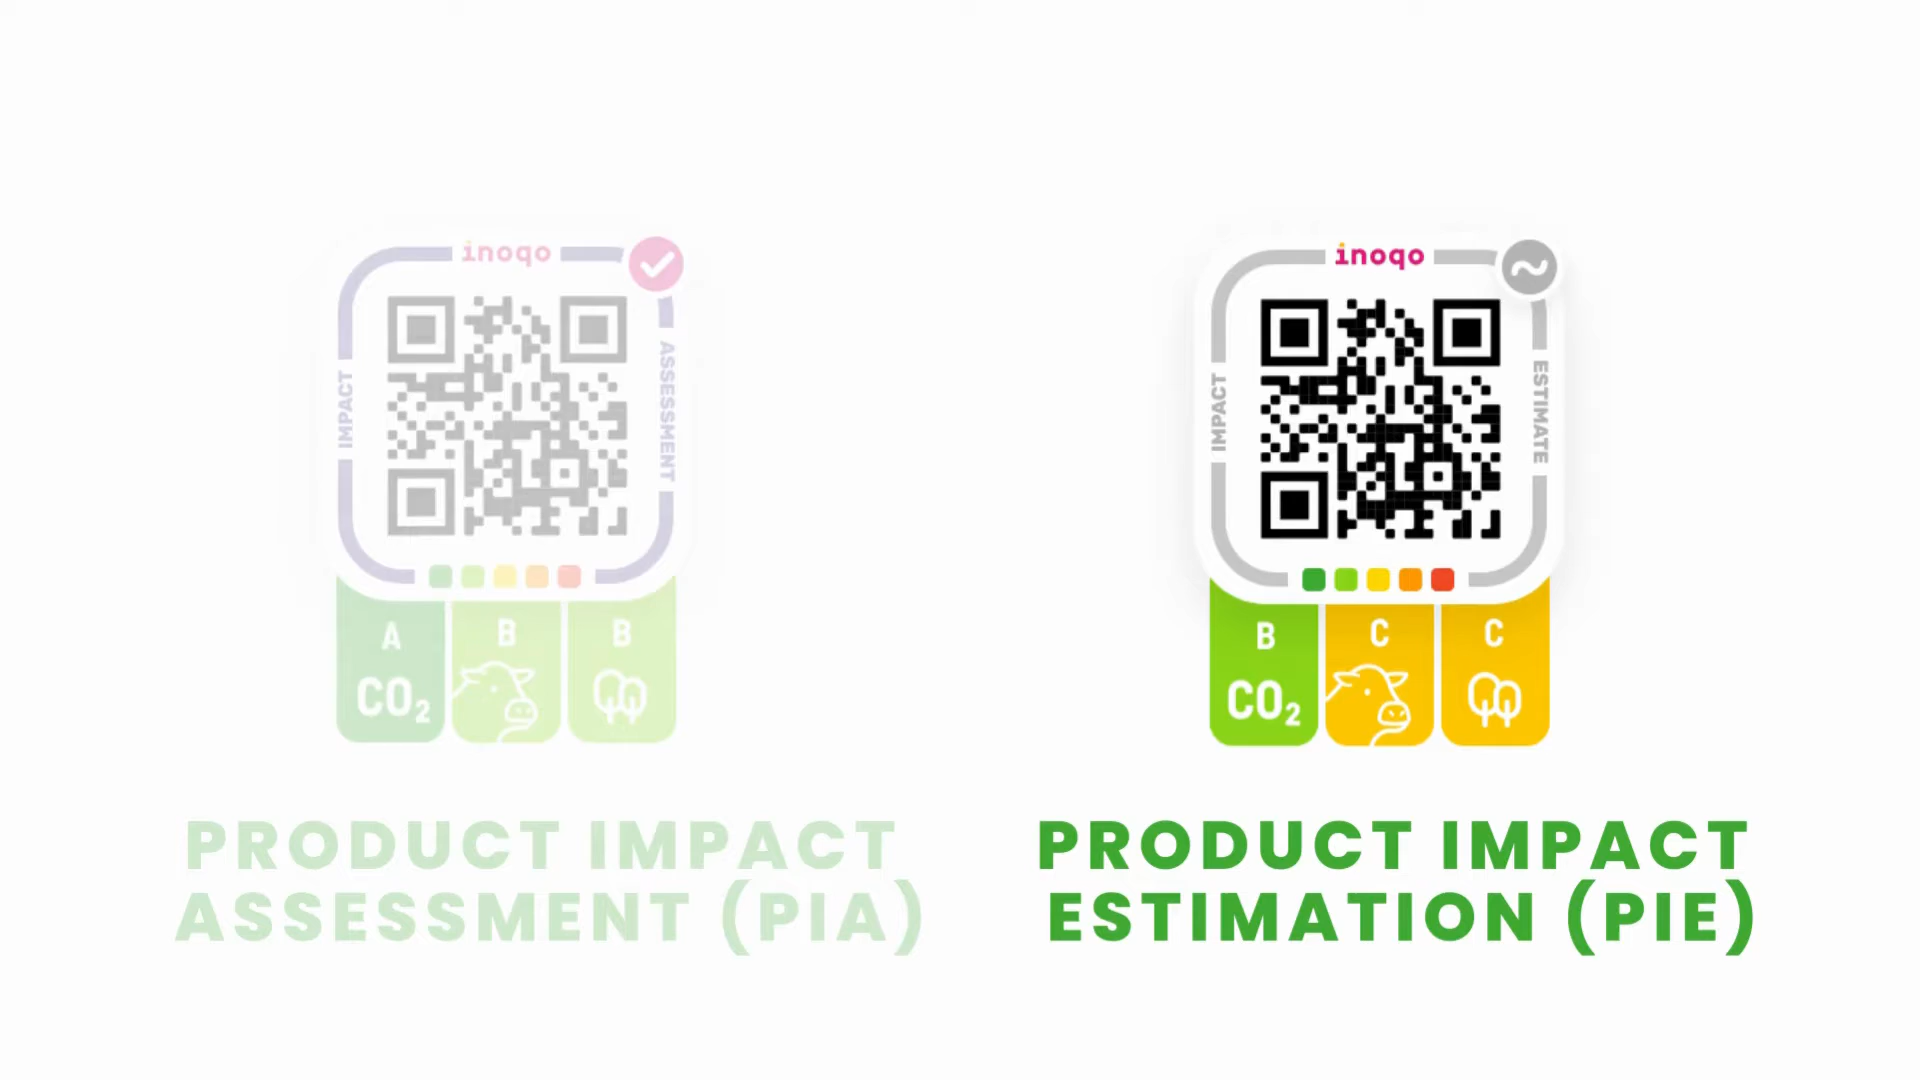 inoqo
IMPACT
ASSESSMENT
A
B
B
CO₂
PRODUCT IMPACT
ASSESSMENT (PIA)
inoqo
IMPACT
ESTIMATE
B
C
C
CO₂
PRODUCT IMPACT
ESTIMATION (PIE)